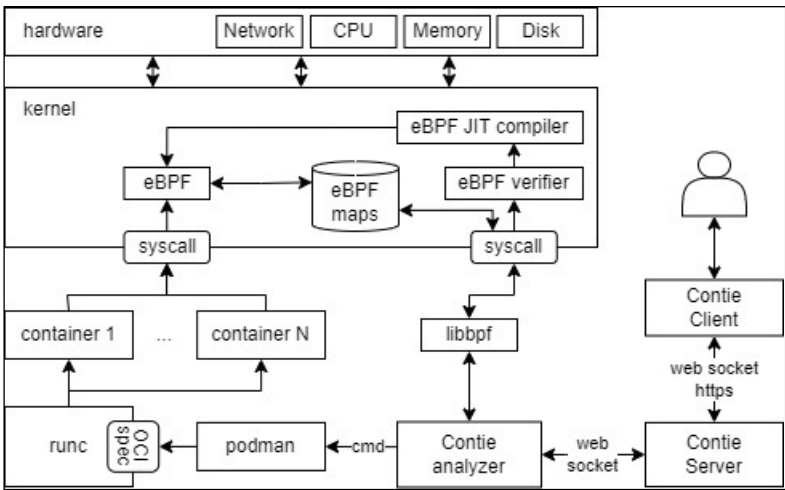 hardware
Network
CPU
Memory
Disk
kernel
eBPF JIT compiler
eBPF
eBPF
maps
eBPF verifier
syscall
syscall
container 1
...
container N
libbpf
Contie
Client
web socket
https
runc
OCI
spec
podman
cmd
Contie
analyzer
web
socket
Contie
Server